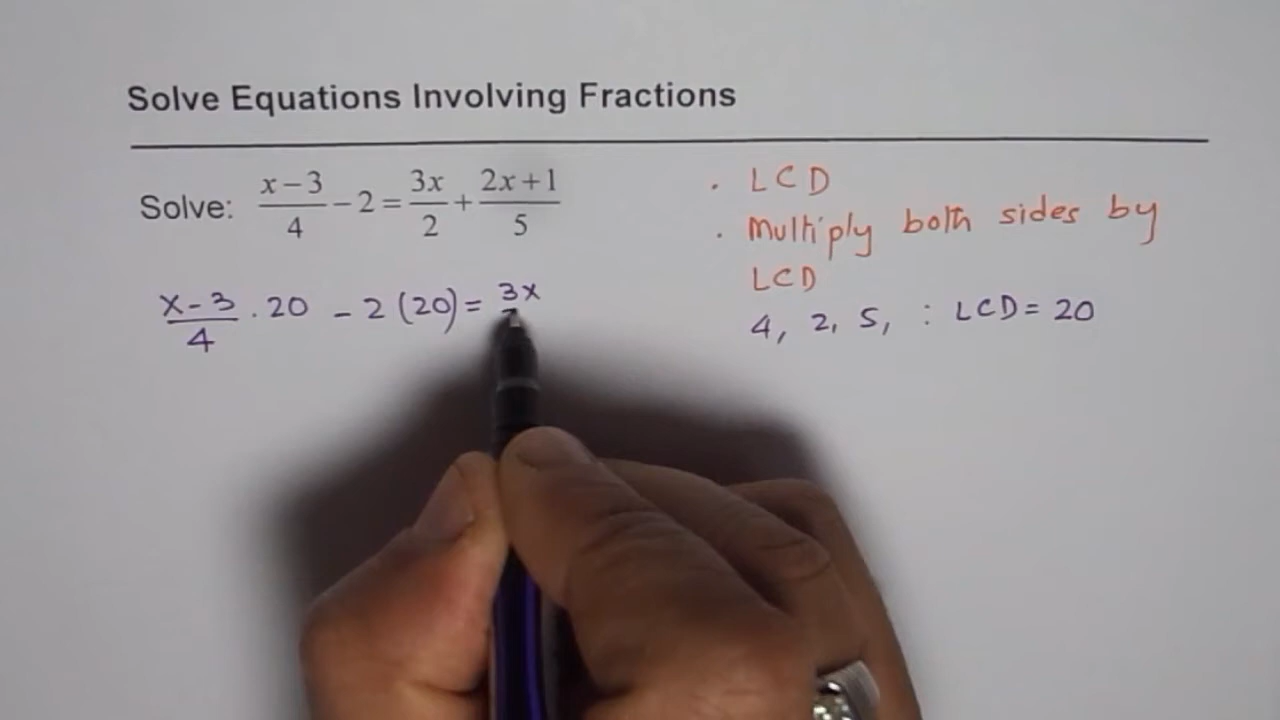 Solve Equations Involving Fractions
Solve: (x-3)/4 - 2 = 3x/2 + (2x+1)/5
. LCD
. Multiply both sides by
LCD
(x-3)/4 . 20 - 2 (20) = 3x
4, 2, 5, : LCD = 20